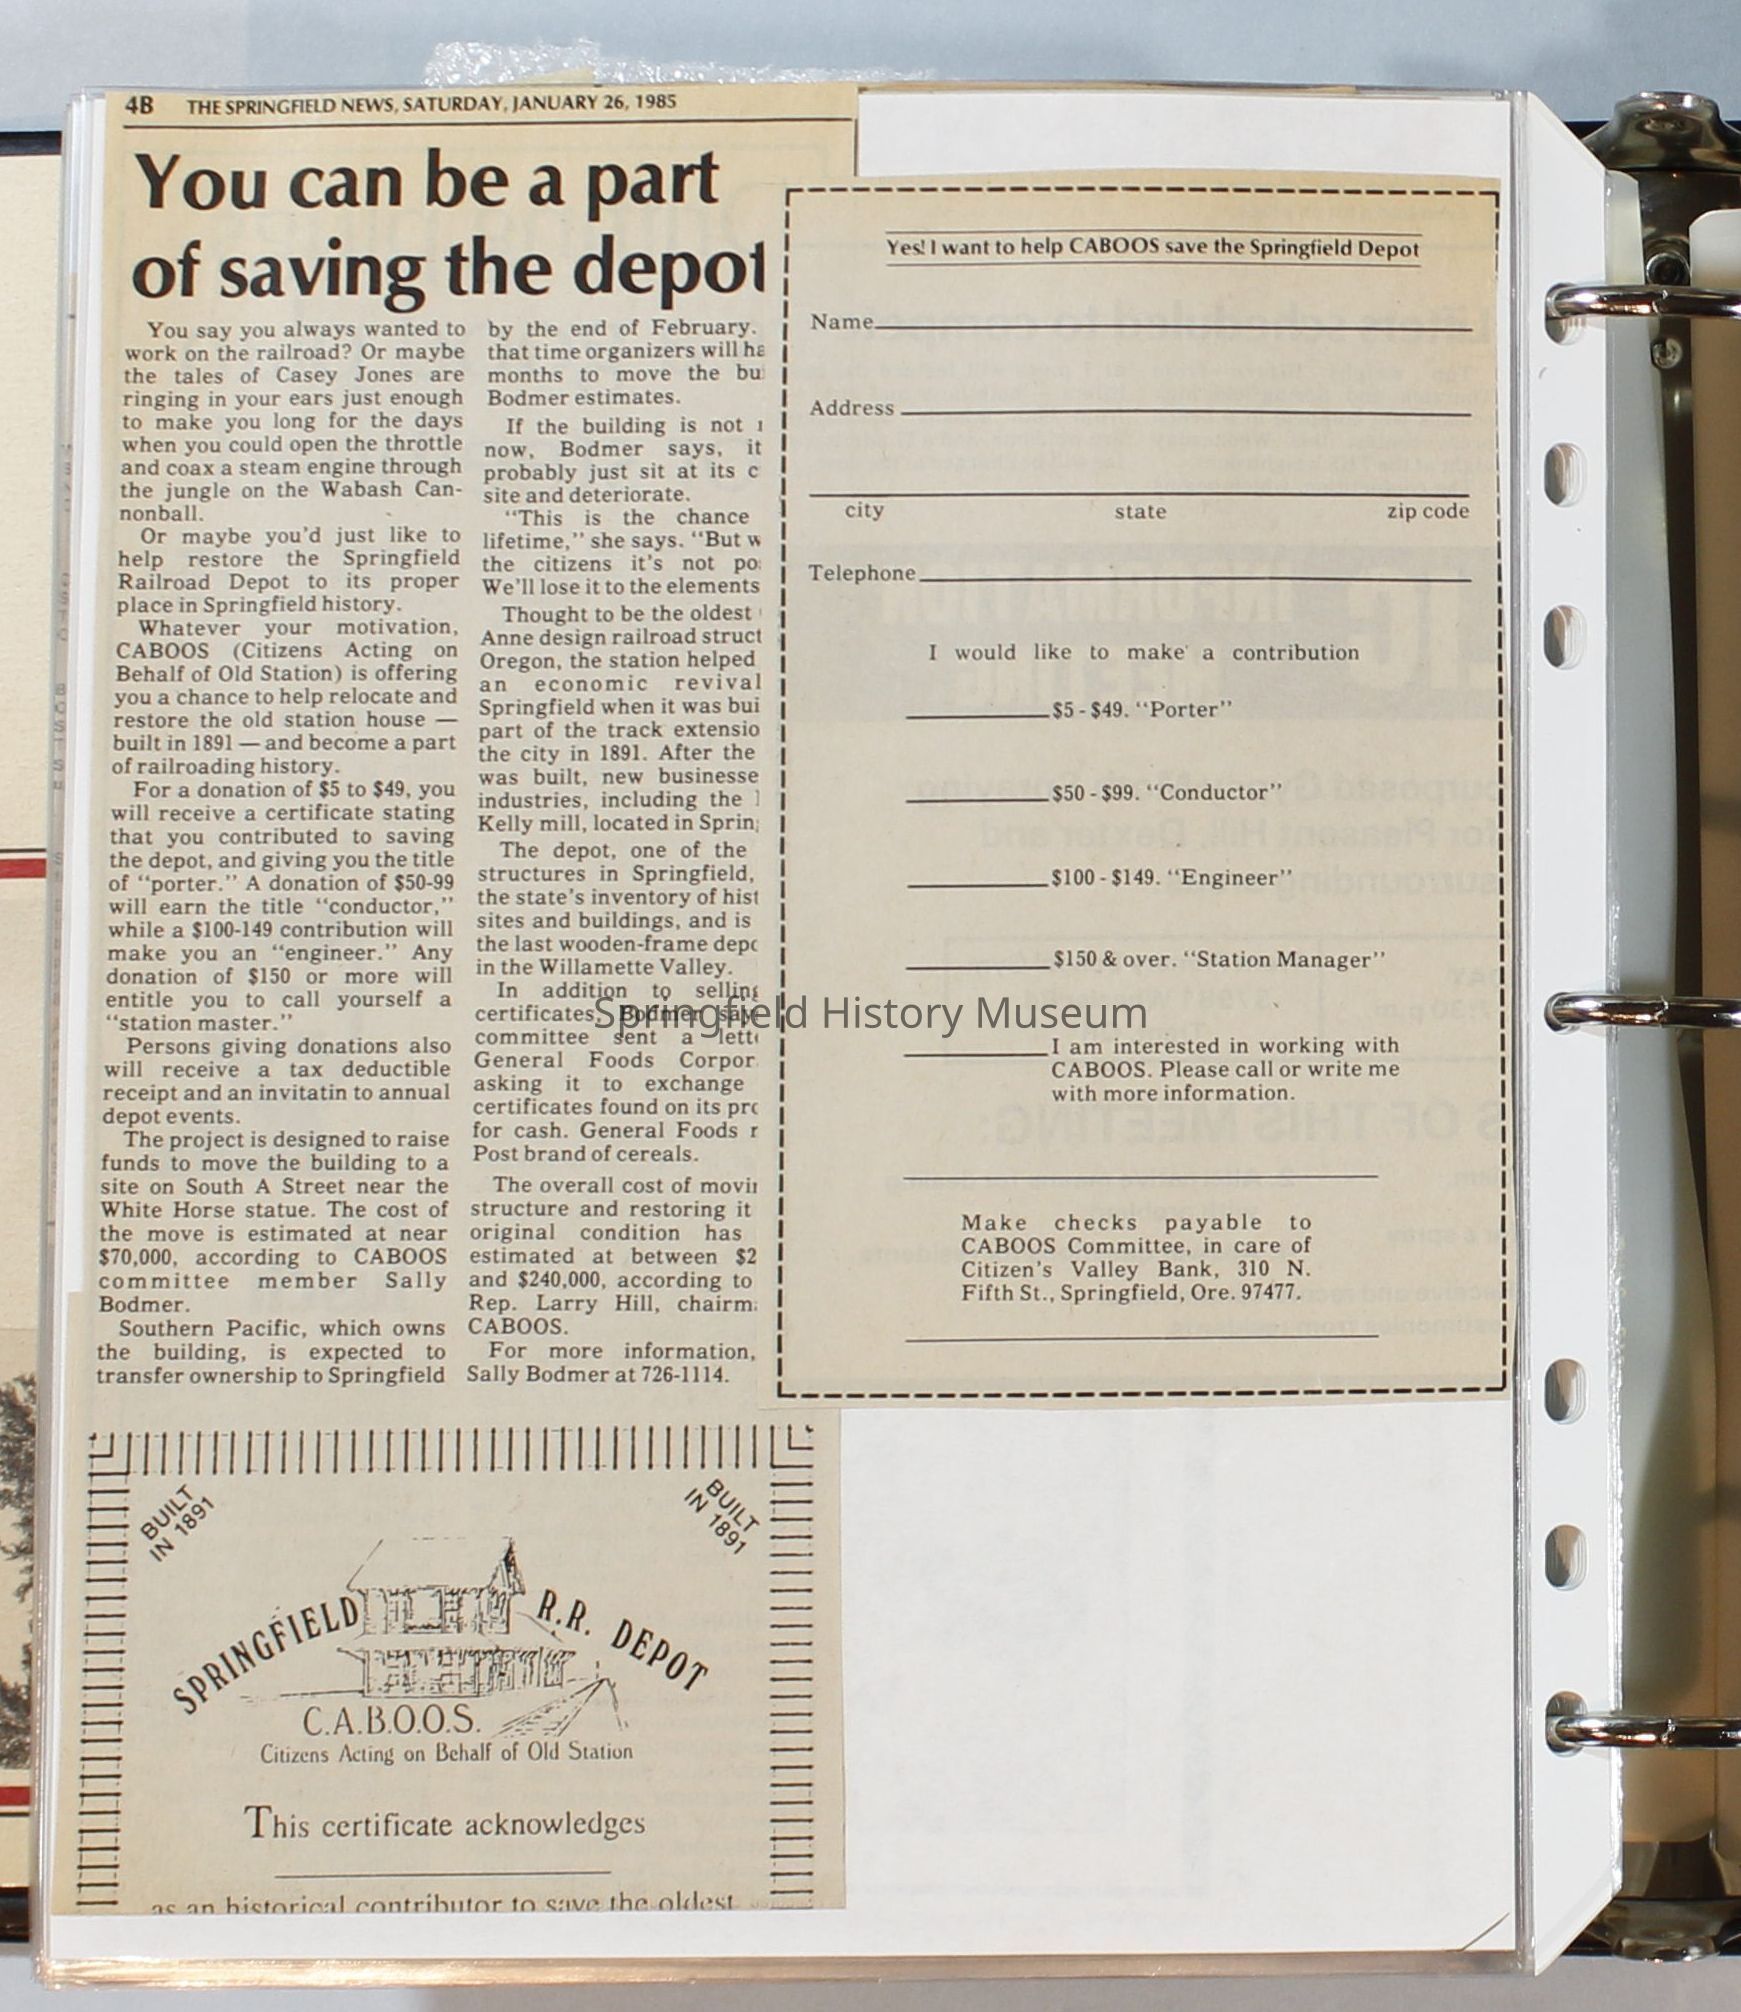 4B THE SPRINGFIELD NEWS, SATURDAY, JANUARY 26, 1985
You can be a part
of saving the depot
You say you always wanted to
work on the railroad? Or maybe
the tales of Casey Jones are
ringing in your ears just enough
to make you long for the days
when you could open the throttle
and coax a steam engine through
the jungle on the Wabash Can-
nonball.
Or maybe you'd just like to
help restore the Springfield
Railroad Depot to its proper
place in Springfield history.
Whatever your motivation,
CABOOS (Citizens Acting on
Behalf of Old Station) is offering
you a chance to help relocate and
restore the old station house —
built in 1891 — and become a part
of railroading history.
For a donation of $5 to $49, you
will receive a certificate stating
that you contributed to saving
the depot, and giving you the title
of "porter." A donation of $50-99
will earn the title "conductor,"
while a $100-149 contribution will
make you an "engineer." Any
donation of $150 or more will
entitle you to call yourself a
"station master."
Persons giving donations also
will receive a tax deductible
receipt and an invitatin to annual
depot events.
The project is designed to raise
funds to move the building to a
site on South A Street near the
White Horse statue. The cost of
the move is estimated at near
$70,000, according to CABOOS
committee member Sally
Bodmer.
Southern Pacific, which owns
the building, is expected to
transfer ownership to Springfield
by the end of February.
that time organizers will
months to move the
Bodmer estimates.
If the building is not
now, Bodmer says, it
probably just sit at its
site and deteriorate.
"This is the chance
lifetime," she says. "But
the citizens it's not
We'll lose it to the elements
Thought to be the oldest
Anne design railroad
Oregon, the station helped
an economic revival
Springfield when it was
part of the track
the city in 1891. After the
was built, new
industries, including the
Kelly mill, located in
The depot, one of the
structures in Springfield,
the state's inventory of
sites and buildings, and is
the last wooden-frame
in the Willamette Valley.
In addition to
certificates, Bodmer
committee sent a
General Foods
asking it to exchange
certificates found on its
for cash. General Foods
Post brand of cereals.
The overall cost of
structure and restoring it
original condition has
estimated at between
and $240,000, according to
Rep. Larry Hill,
CABOOS.
For more information,
Sally Bodmer at 726-1114.
Yes! I want to help CABOOS save the Springfield Depot
Name
Address
city state zip code
Telephone
I would like to make a contribution
$5 - $49. "Porter"
$50 - $99. "Conductor"
$100 - $149. "Engineer"
$150 & over. "Station Manager"
I am interested in working with
CABOOS. Please call or write me
with more information.
Make checks payable to
CABOOS Committee, in care of
Citizen's Valley Bank, 310 N.
Fifth St., Springfield, Ore. 97477.
BUILT
IN 1891
BUILT
IN 1891
SPRINGFIELD R.R. DEPOT
C.A.B.O.O.S.
Citizens Acting on Behalf of Old Station
This certificate acknowledges
as an historical contributor to save the oldest
Springfield History Museum